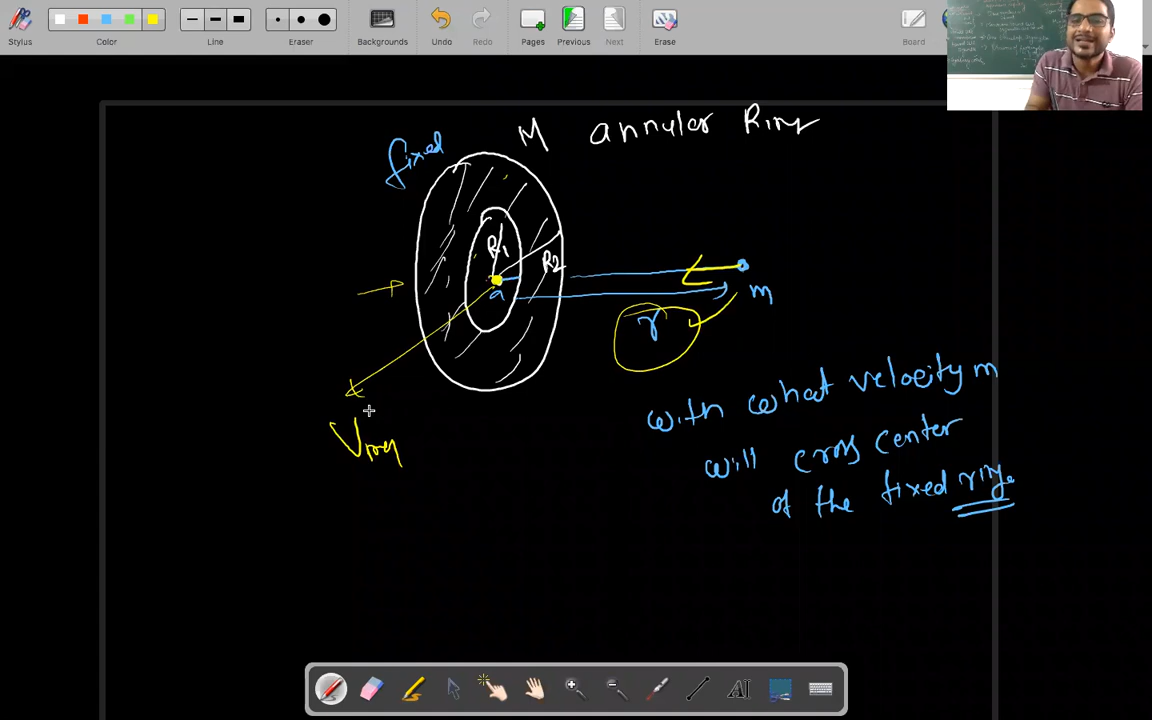 Stylus
Color
Line
Eraser
Backgrounds
Undo
Redo
Pages
Previous
Next
Erase
Board
M annular Ring
fixed
R1
R2
a
m
r
with what velocity m
will cross center
of the fixed ring.